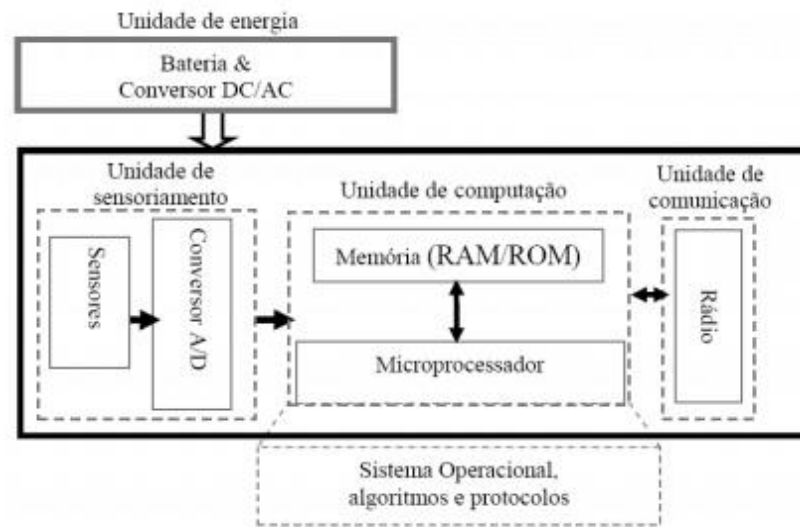 Unidade de energia
Bateria &
Conversor DC/AC
Unidade de
sensoriamento
Unidade de computação
Unidade de
comunicação
Sensores
Conversor A/D
Memória (RAM/ROM)
Microprocessador
Rádio
Sistema Operacional,
algoritmos e protocolos